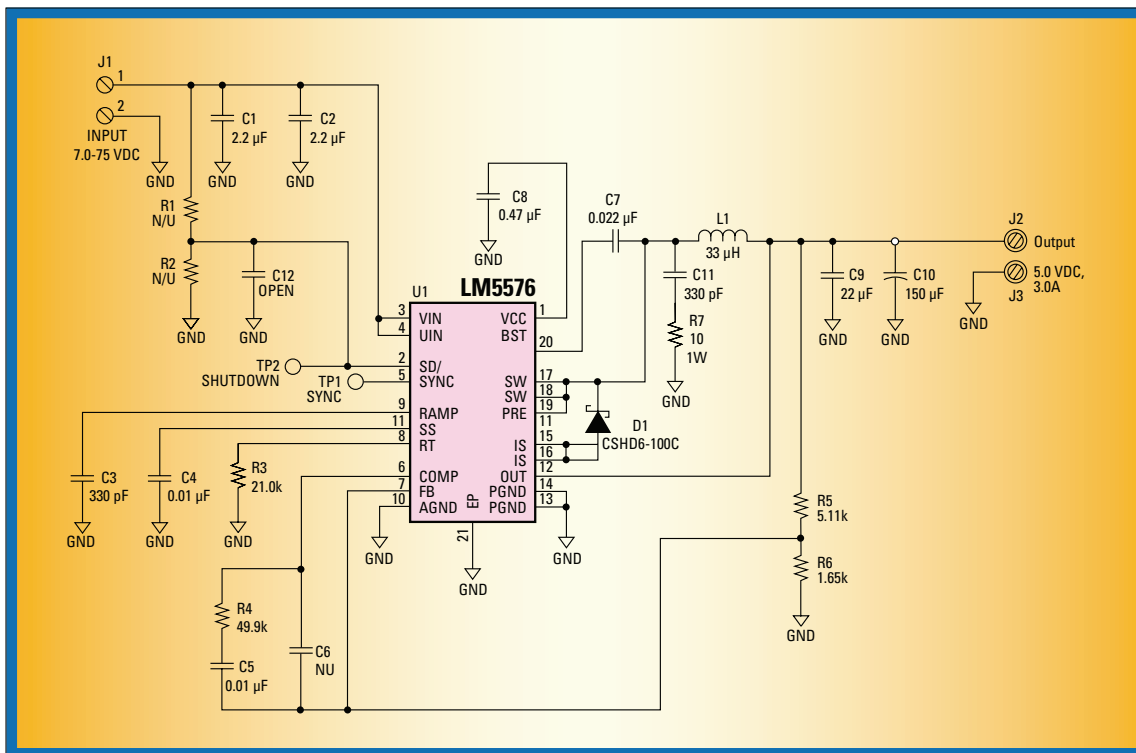 J1
1
2
INPUT
7.0-75 VDC
GND
C1
2.2 µF
GND
C2
2.2 µF
GND
R1
N/U
R2
N/U
GND
C12
OPEN
GND
TP2
SHUTDOWN
TP1
SYNC
C8
0.47 µF
GND
C7
0.022 µF
L1
33 µH
C11
330 pF
R7
10
1W
GND
C9
22 µF
GND
C10
150 µF
GND
J2
Output
J3
5.0 VDC,
3.0A
GND
U1
LM5576
3 VIN
4 UIN
2 SD/
5 SYNC
9 RAMP
11 SS
8 RT
6 COMP
7 FB
10 AGND
EP
21
GND
GND
VCC 1
BST 20
SW 17
SW 18
PRE 19
11
IS 15
IS 16
OUT 12
PGND 14
PGND 13
GND
D1
CSHD6-100C
C3
330 pF
GND
C4
0.01 µF
GND
R3
21.0k
GND
R4
49.9k
C5
0.01 µF
C6
NU
R5
5.11k
R6
1.65k
GND